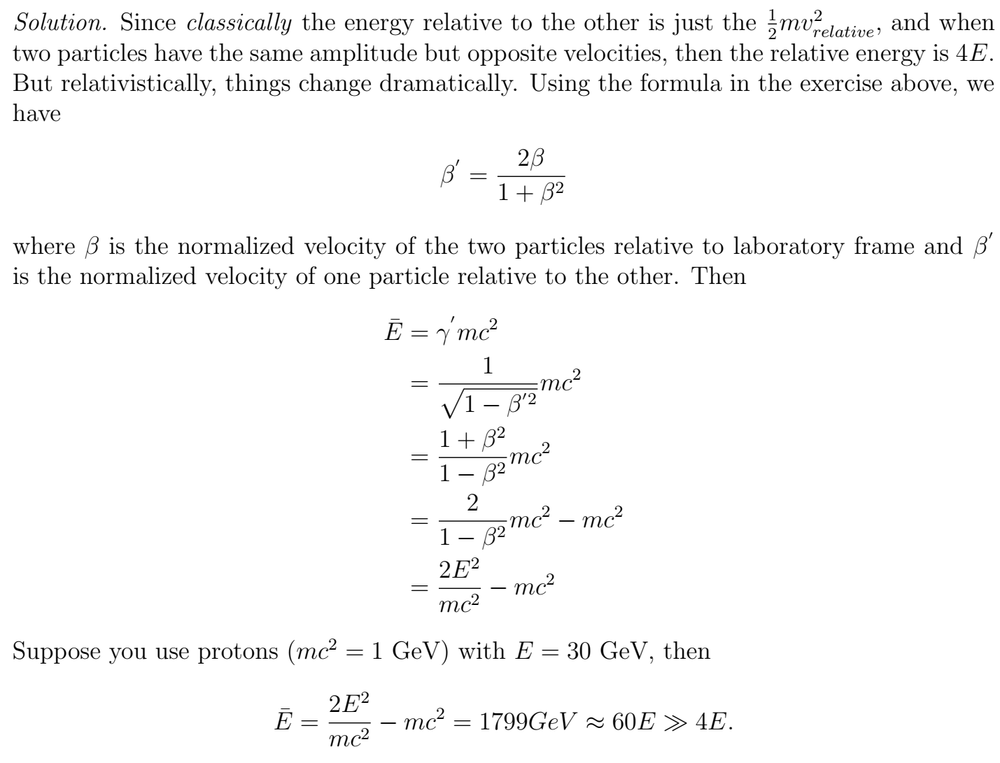 Solution. Since classically the energy relative to the other is just the $\frac{1}{2}mv^2_{relative}$, and when
two particles have the same amplitude but opposite velocities, then the relative energy is $4E$.
But relativistically, things change dramatically. Using the formula in the exercise above, we
have
$\beta' = \frac{2\beta}{1+\beta^2}$
where $\beta$ is the normalized velocity of the two particles relative to laboratory frame and $\beta'$
is the normalized velocity of one particle relative to the other. Then
$\bar{E} = \gamma' mc^2$
$= \frac{1}{\sqrt{1-\beta'^2}} mc^2$
$= \frac{1+\beta^2}{1-\beta^2} mc^2$
$= \frac{2}{1-\beta^2} mc^2 - mc^2$
$= \frac{2E^2}{mc^2} - mc^2$
Suppose you use protons ($mc^2 = 1$ GeV) with $E = 30$ GeV, then
$\bar{E} = \frac{2E^2}{mc^2} - mc^2 = 1799GeV \approx 60E \gg 4E.$